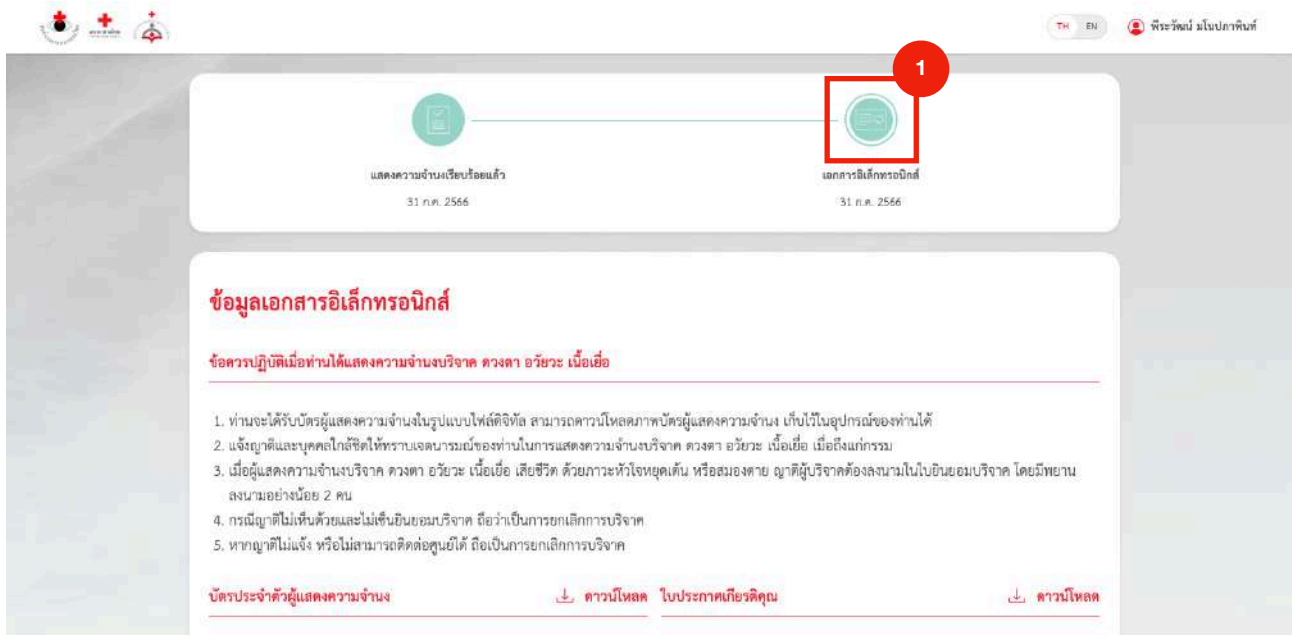 TH EN พีระวัฒน์ มโนปภาพินท์
1
แสดงความจำนงเรียบร้อยแล้ว เอกสารอิเล็กทรอนิกส์
31 ก.ค. 2566 31 ก.ค. 2566
ข้อมูลเอกสารอิเล็กทรอนิกส์
ข้อควรปฏิบัติเมื่อท่านได้แสดงความจำนงบริจาค ดวงตา อวัยวะ เนื้อเยื่อ
1. ท่านจะได้รับบัตรผู้แสดงความจำนงในรูปแบบไฟล์ดิจิทัล สามารถดาวน์โหลดภาพบัตรผู้แสดงความจำนง เก็บไว้ในอุปกรณ์ของท่านได้
2. แจ้งญาติและบุคคลใกล้ชิดให้ทราบเจตนารมณ์ของท่านในการแสดงความจำนงบริจาค ดวงตา อวัยวะ เนื้อเยื่อ เมื่อถึงแก่กรรม
3. เมื่อผู้แสดงความจำนงบริจาค ดวงตา อวัยวะ เนื้อเยื่อ เสียชีวิต ด้วยภาวะหัวใจหยุดเต้น หรือสมองตาย ญาติผู้บริจาคต้องลงนามในใบยินยอมบริจาค โดยมีพยาน
ลงนามอย่างน้อย 2 คน
4. กรณีญาติไม่เห็นด้วยและไม่เซ็นยินยอมบริจาค ถือว่าเป็นการยกเลิกการบริจาค
5. หากญาติไม่แจ้ง หรือไม่สามารถติดต่อศูนย์ได้ ถือเป็นการยกเลิกการบริจาค
บัตรประจำตัวผู้แสดงความจำนง ดาวน์โหลด ใบประกาศเกียรติคุณ ดาวน์โหลด